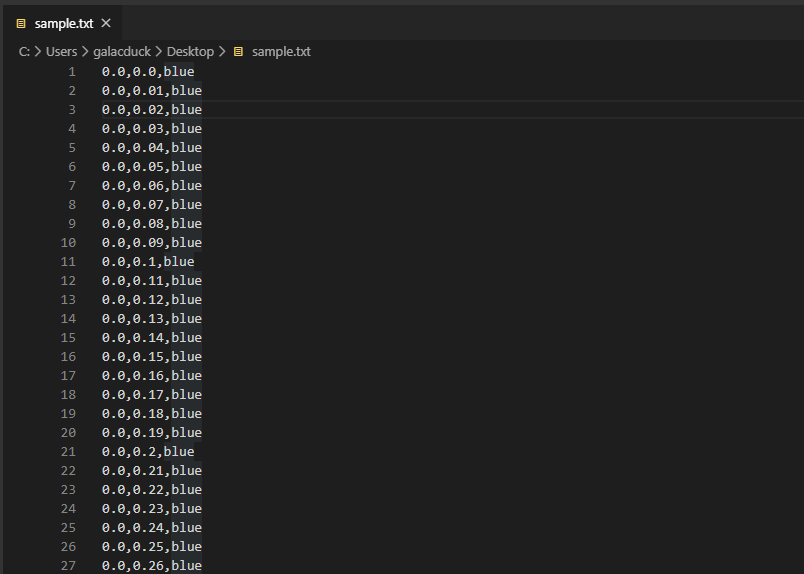 sample.txt
C: > Users > galacduck > Desktop > sample.txt
1 0.0,0.0,blue
2 0.0,0.01,blue
3 0.0,0.02,blue
4 0.0,0.03,blue
5 0.0,0.04,blue
6 0.0,0.05,blue
7 0.0,0.06,blue
8 0.0,0.07,blue
9 0.0,0.08,blue
10 0.0,0.09,blue
11 0.0,0.1,blue
12 0.0,0.11,blue
13 0.0,0.12,blue
14 0.0,0.13,blue
15 0.0,0.14,blue
16 0.0,0.15,blue
17 0.0,0.16,blue
18 0.0,0.17,blue
19 0.0,0.18,blue
20 0.0,0.19,blue
21 0.0,0.2,blue
22 0.0,0.21,blue
23 0.0,0.22,blue
24 0.0,0.23,blue
25 0.0,0.24,blue
26 0.0,0.25,blue
27 0.0,0.26,blue